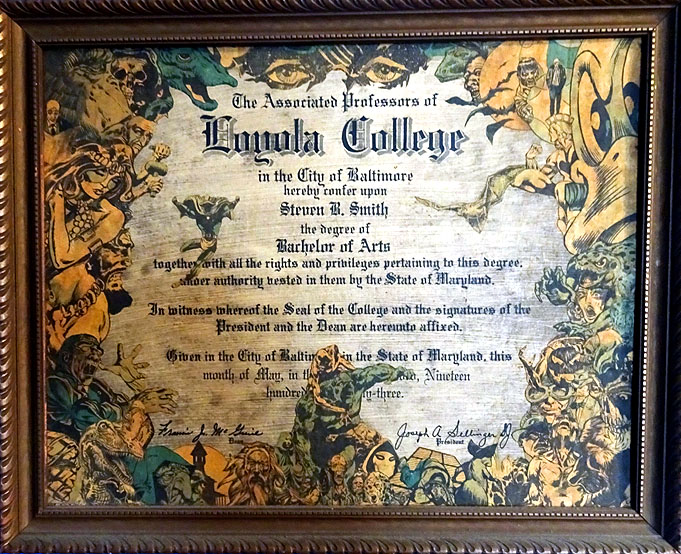 The Associated Professors of
Loyola College
in the City of Baltimore
hereby confer upon
Steven B. Smith
the degree of
Bachelor of Arts
together with all the rights and privileges pertaining to this degree,
under authority vested in them by the State of Maryland.
In witness whereof the Seal of the College and the signatures of the
President and the Dean are hereunto affixed.
Given in the City of Baltim in the State of Maryland, this
month of May, in th Nineteen
hundred y-three.
Francis J. McGuire
Dean
Joseph A. Sellinger SJ
President